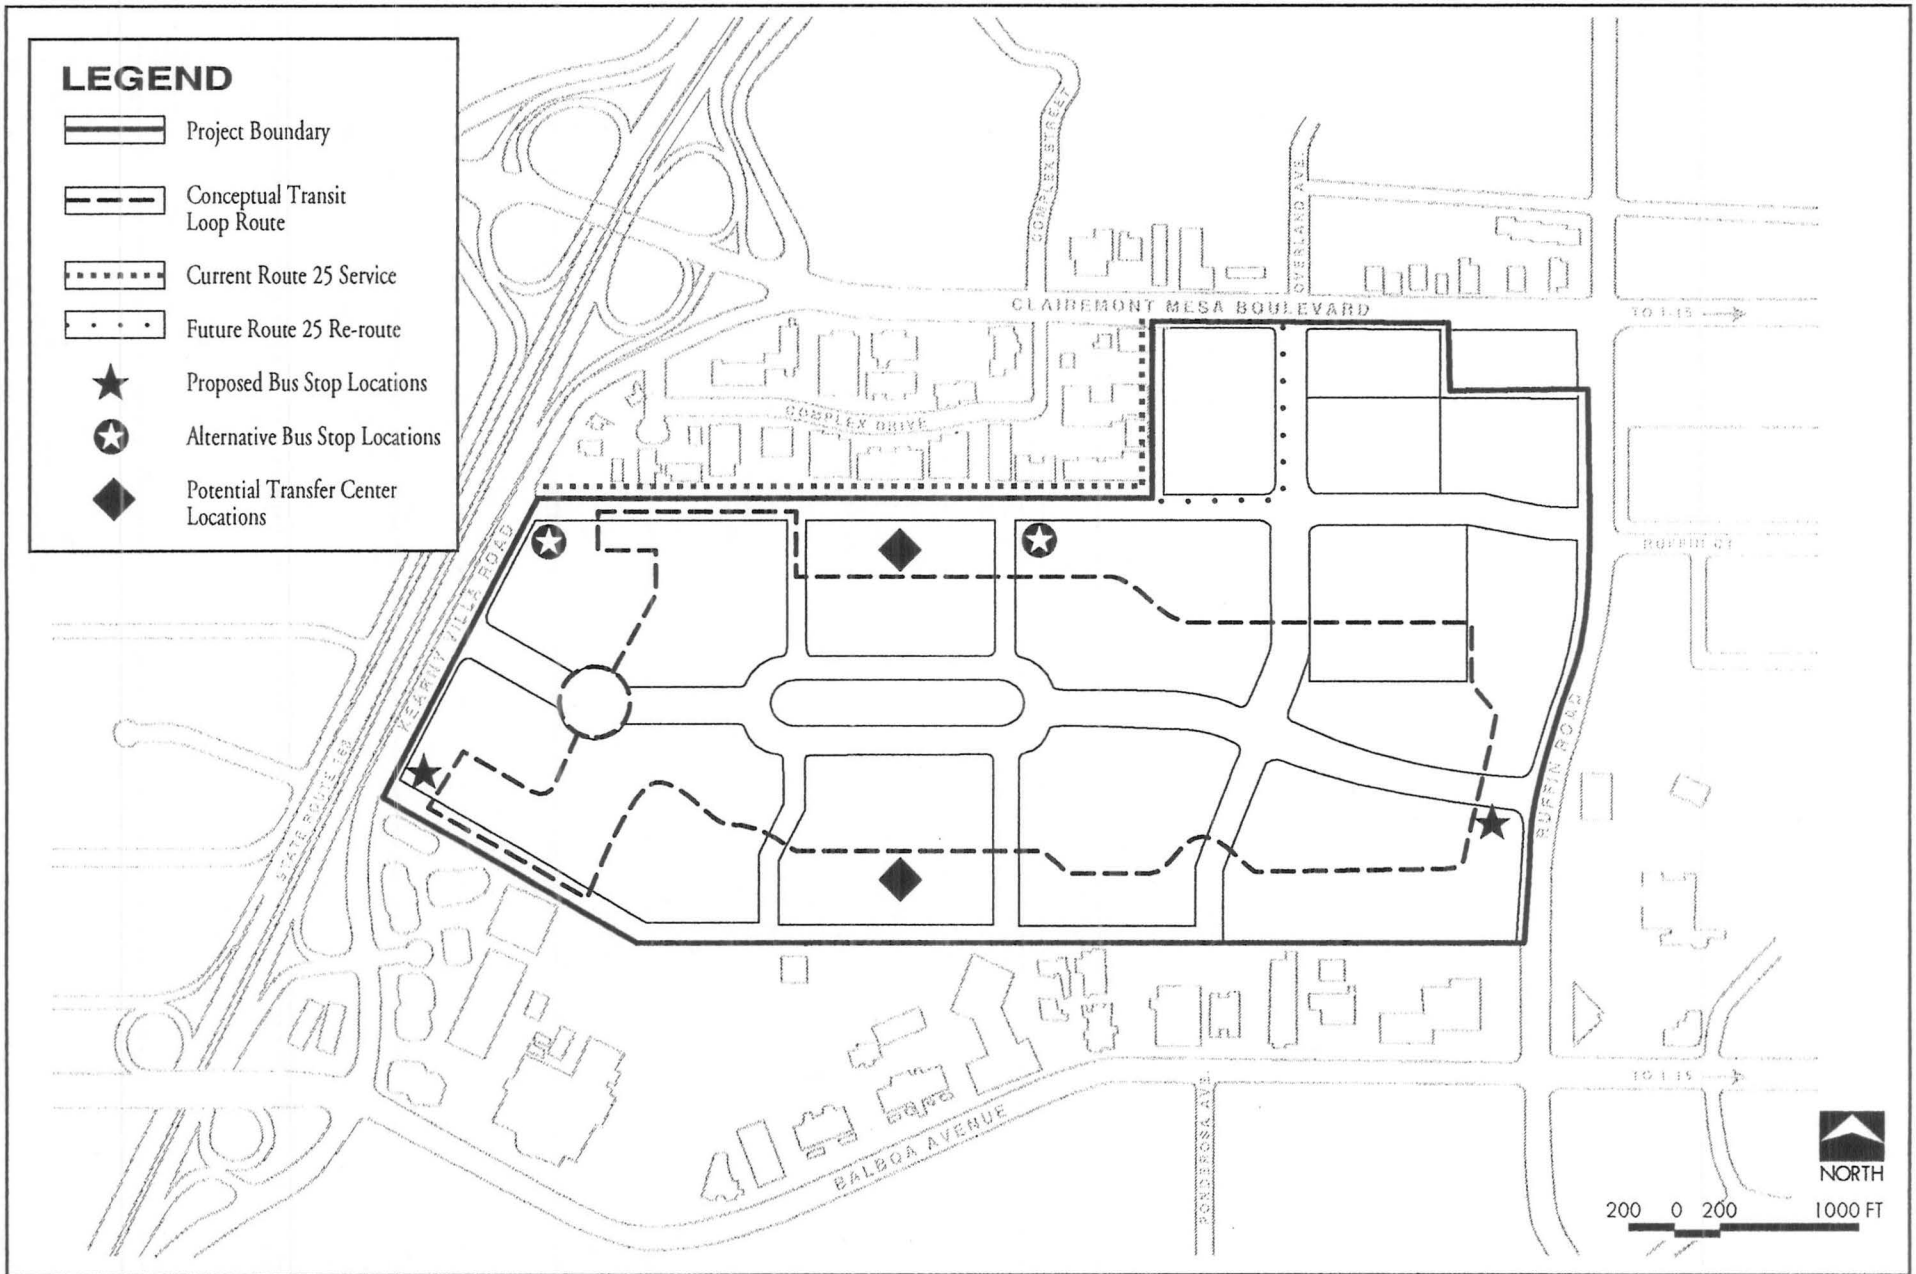 LEGEND
Project Boundary
Conceptual Transit
Loop Route
Current Route 25 Service
Future Route 25 Re-route
Proposed Bus Stop Locations
Alternative Bus Stop Locations
Potential Transfer Center
Locations
COMPLEX STREET
OVERLAND AVE.
CLAIREMONT MESA BOULEVARD
TO I-15
COMPLEX DRIVE
KEARNY VILLA ROAD
RUFFIN CT
STATE ROUTE 163
RUFFIN ROAD
BALBOA AVENUE
PONDEROSA AVE.
TO I-15
NORTH
200 0 200 1000 FT